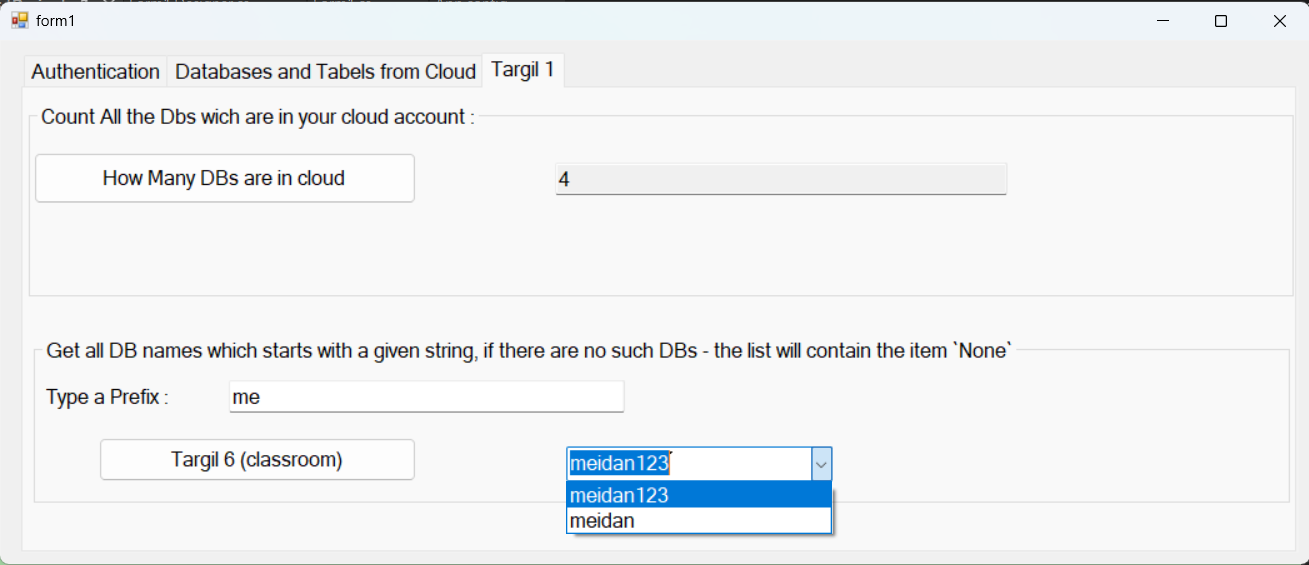 form1
Authentication Databases and Tabels from Cloud Targil 1
Count All the Dbs wich are in your cloud account :
How Many DBs are in cloud 4
Get all DB names which starts with a given string, if there are no such DBs - the list will contain the item `None`
Type a Prefix : me
Targil 6 (classroom) meidan123
meidan123
meidan